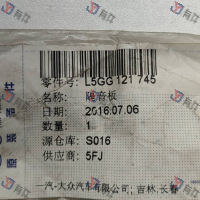 零件号: L5GG 121 745
名称: 隔音板
日期: 2016.07.06
数量: 1
源仓库: S016
供应商: 5FJ
一汽-大众汽车有限公司; 吉林.长春